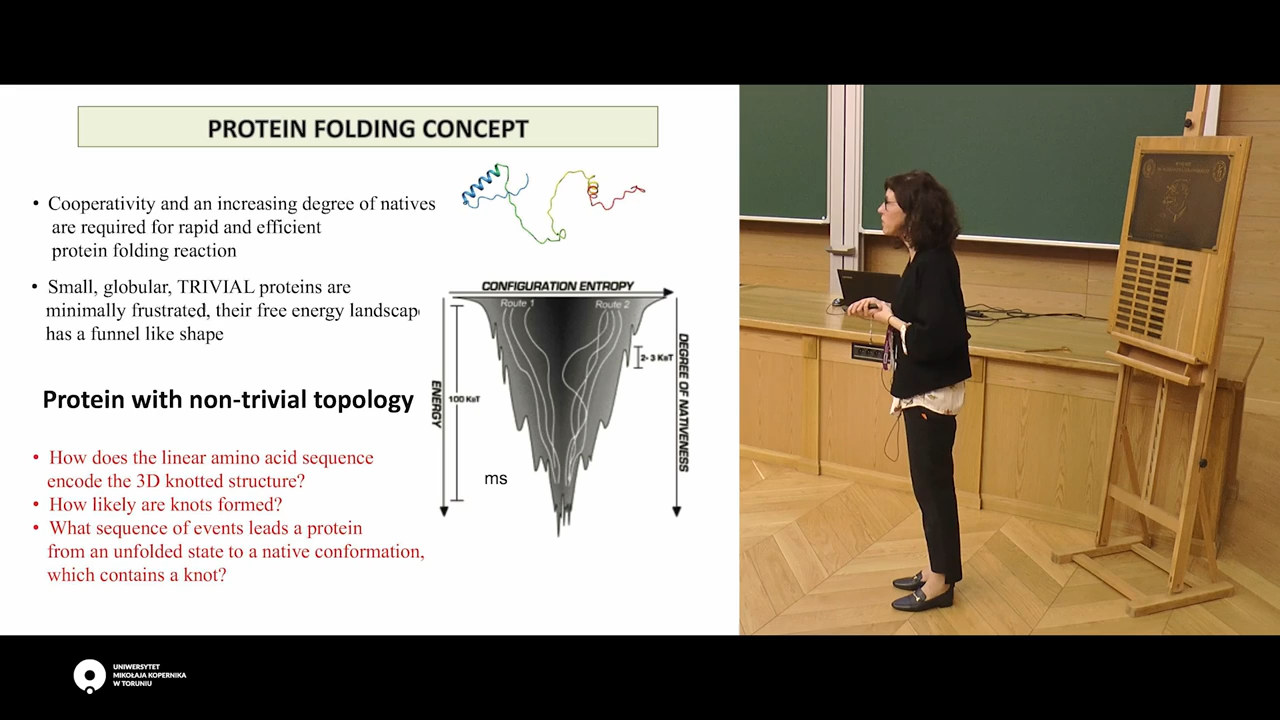 PROTEIN FOLDING CONCEPT
• Cooperativity and an increasing degree of natives
are required for rapid and efficient
protein folding reaction
• Small, globular, TRIVIAL proteins are
minimally frustrated, their free energy landscap
has a funnel like shape
Protein with non-trivial topology
• How does the linear amino acid sequence
encode the 3D knotted structure?
• How likely are knots formed?
• What sequence of events leads a protein
from an unfolded state to a native conformation,
which contains a knot?
CONFIGURATION ENTROPY
Route 1
Route 2
2-3 KBT
ENERGY
100 KBT
DEGREE OF NATIVENESS
ms
UNIWERSYTET
MIKOŁAJA KOPERNIKA
W TORUNIU